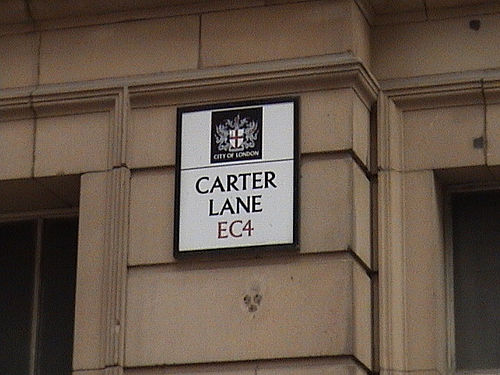 CITY OF LONDON
CARTER
LANE
EC4